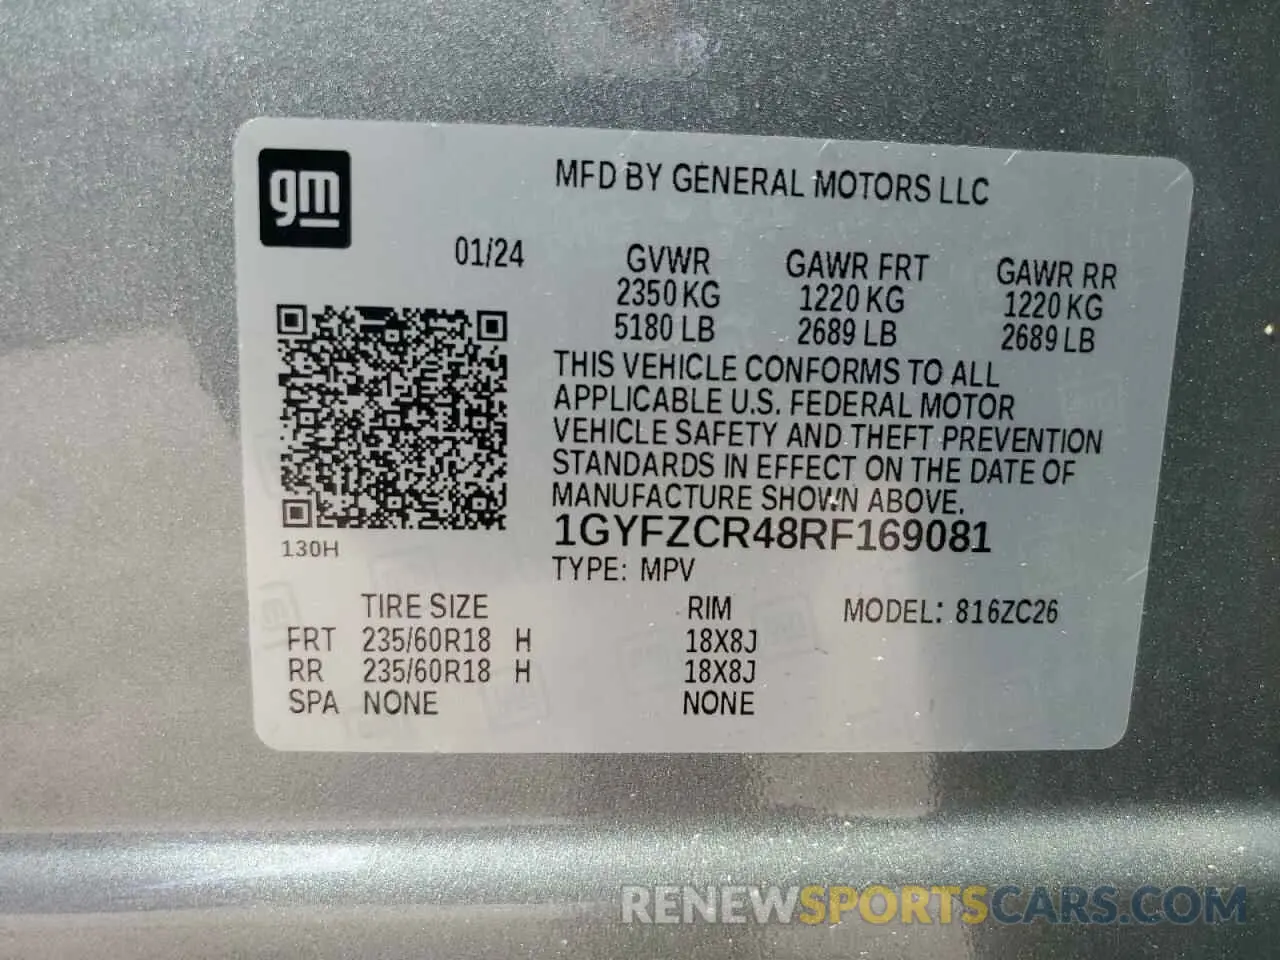 gm
MFD BY GENERAL MOTORS LLC
01/24 GVWR GAWR FRT GAWR RR
2350 KG 1220 KG 1220 KG
5180 LB 2689 LB 2689 LB
THIS VEHICLE CONFORMS TO ALL
APPLICABLE U.S. FEDERAL MOTOR
VEHICLE SAFETY AND THEFT PREVENTION
STANDARDS IN EFFECT ON THE DATE OF
MANUFACTURE SHOWN ABOVE.
1GYFZCR48RF169081
130H
TYPE: MPV
TIRE SIZE RIM MODEL: 816ZC26
FRT 235/60R18 H 18X8J
RR 235/60R18 H 18X8J
SPA NONE NONE
RENEWSPORTSCARS.COM